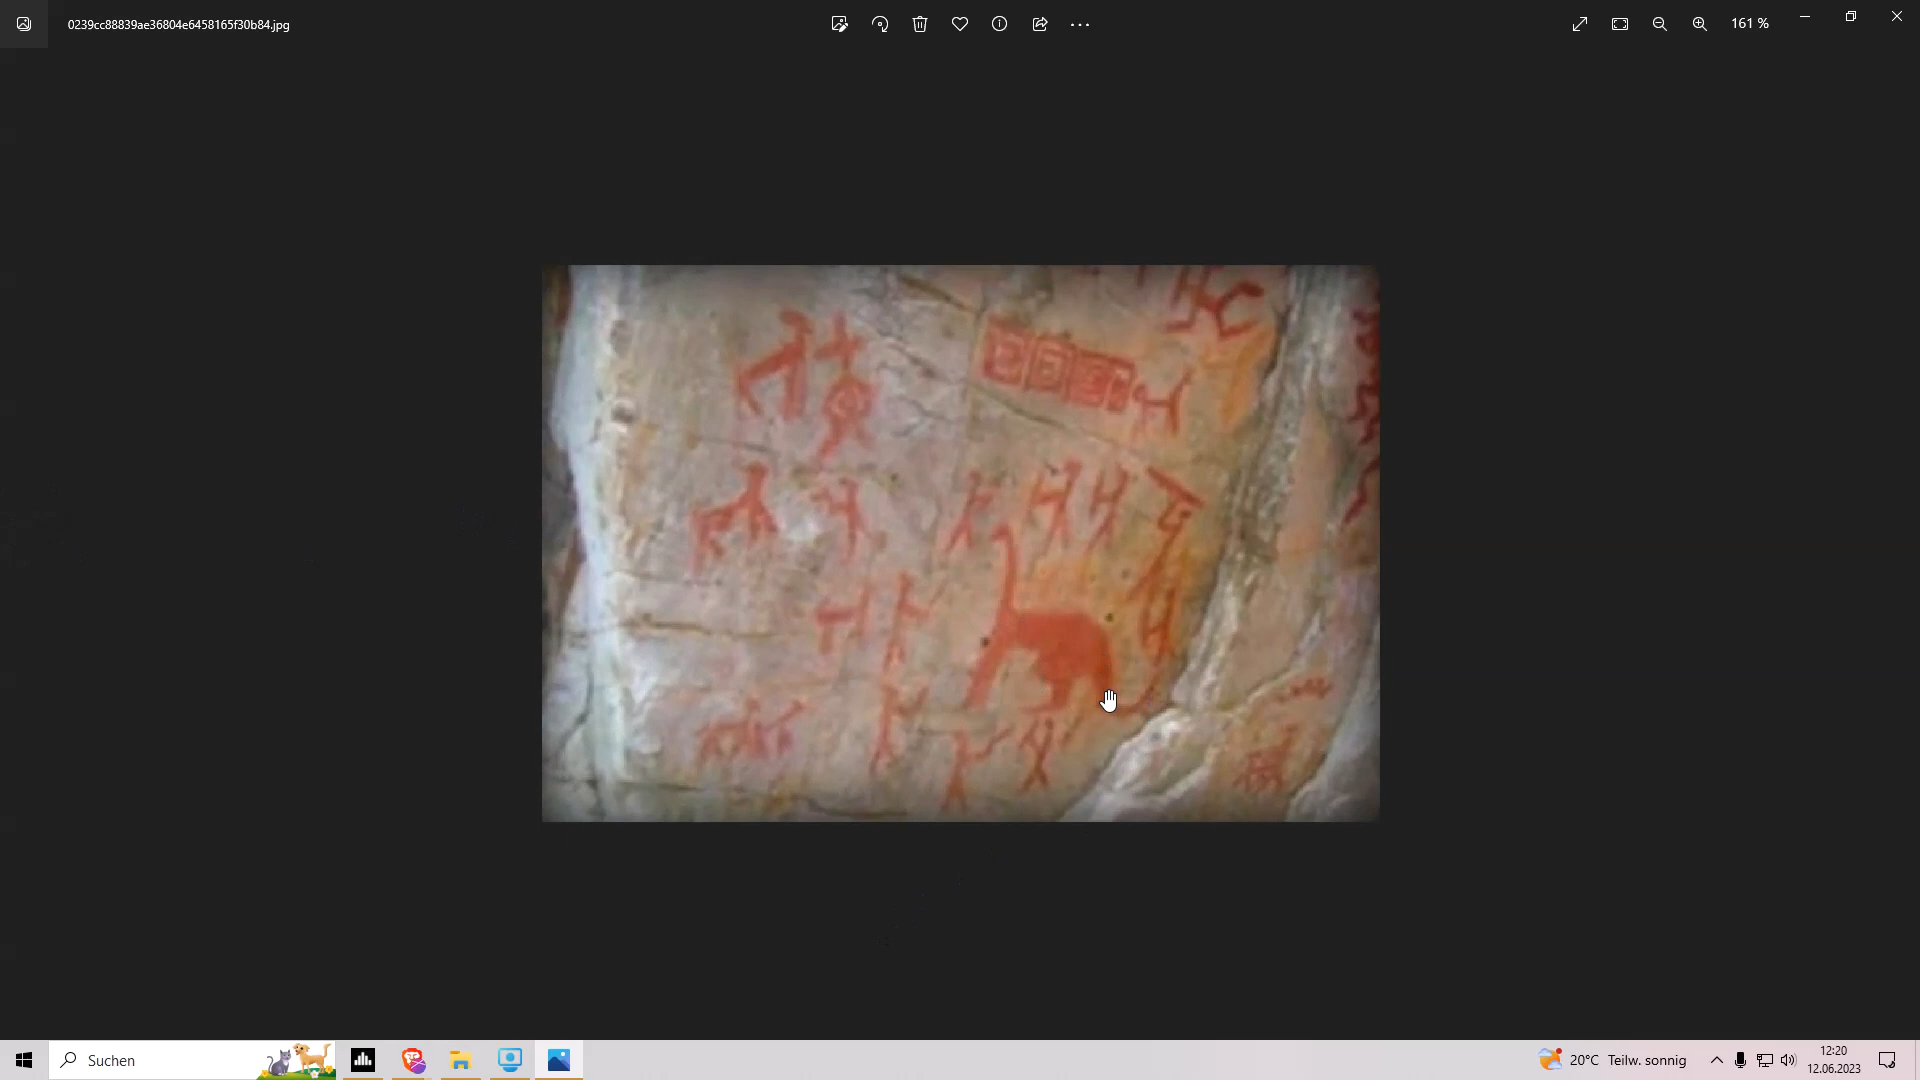 0239cc88839ae36804e6458165f30b84.jpg
161 %
Suchen
20°C Teilw. sonnig
12:20
12.06.2023